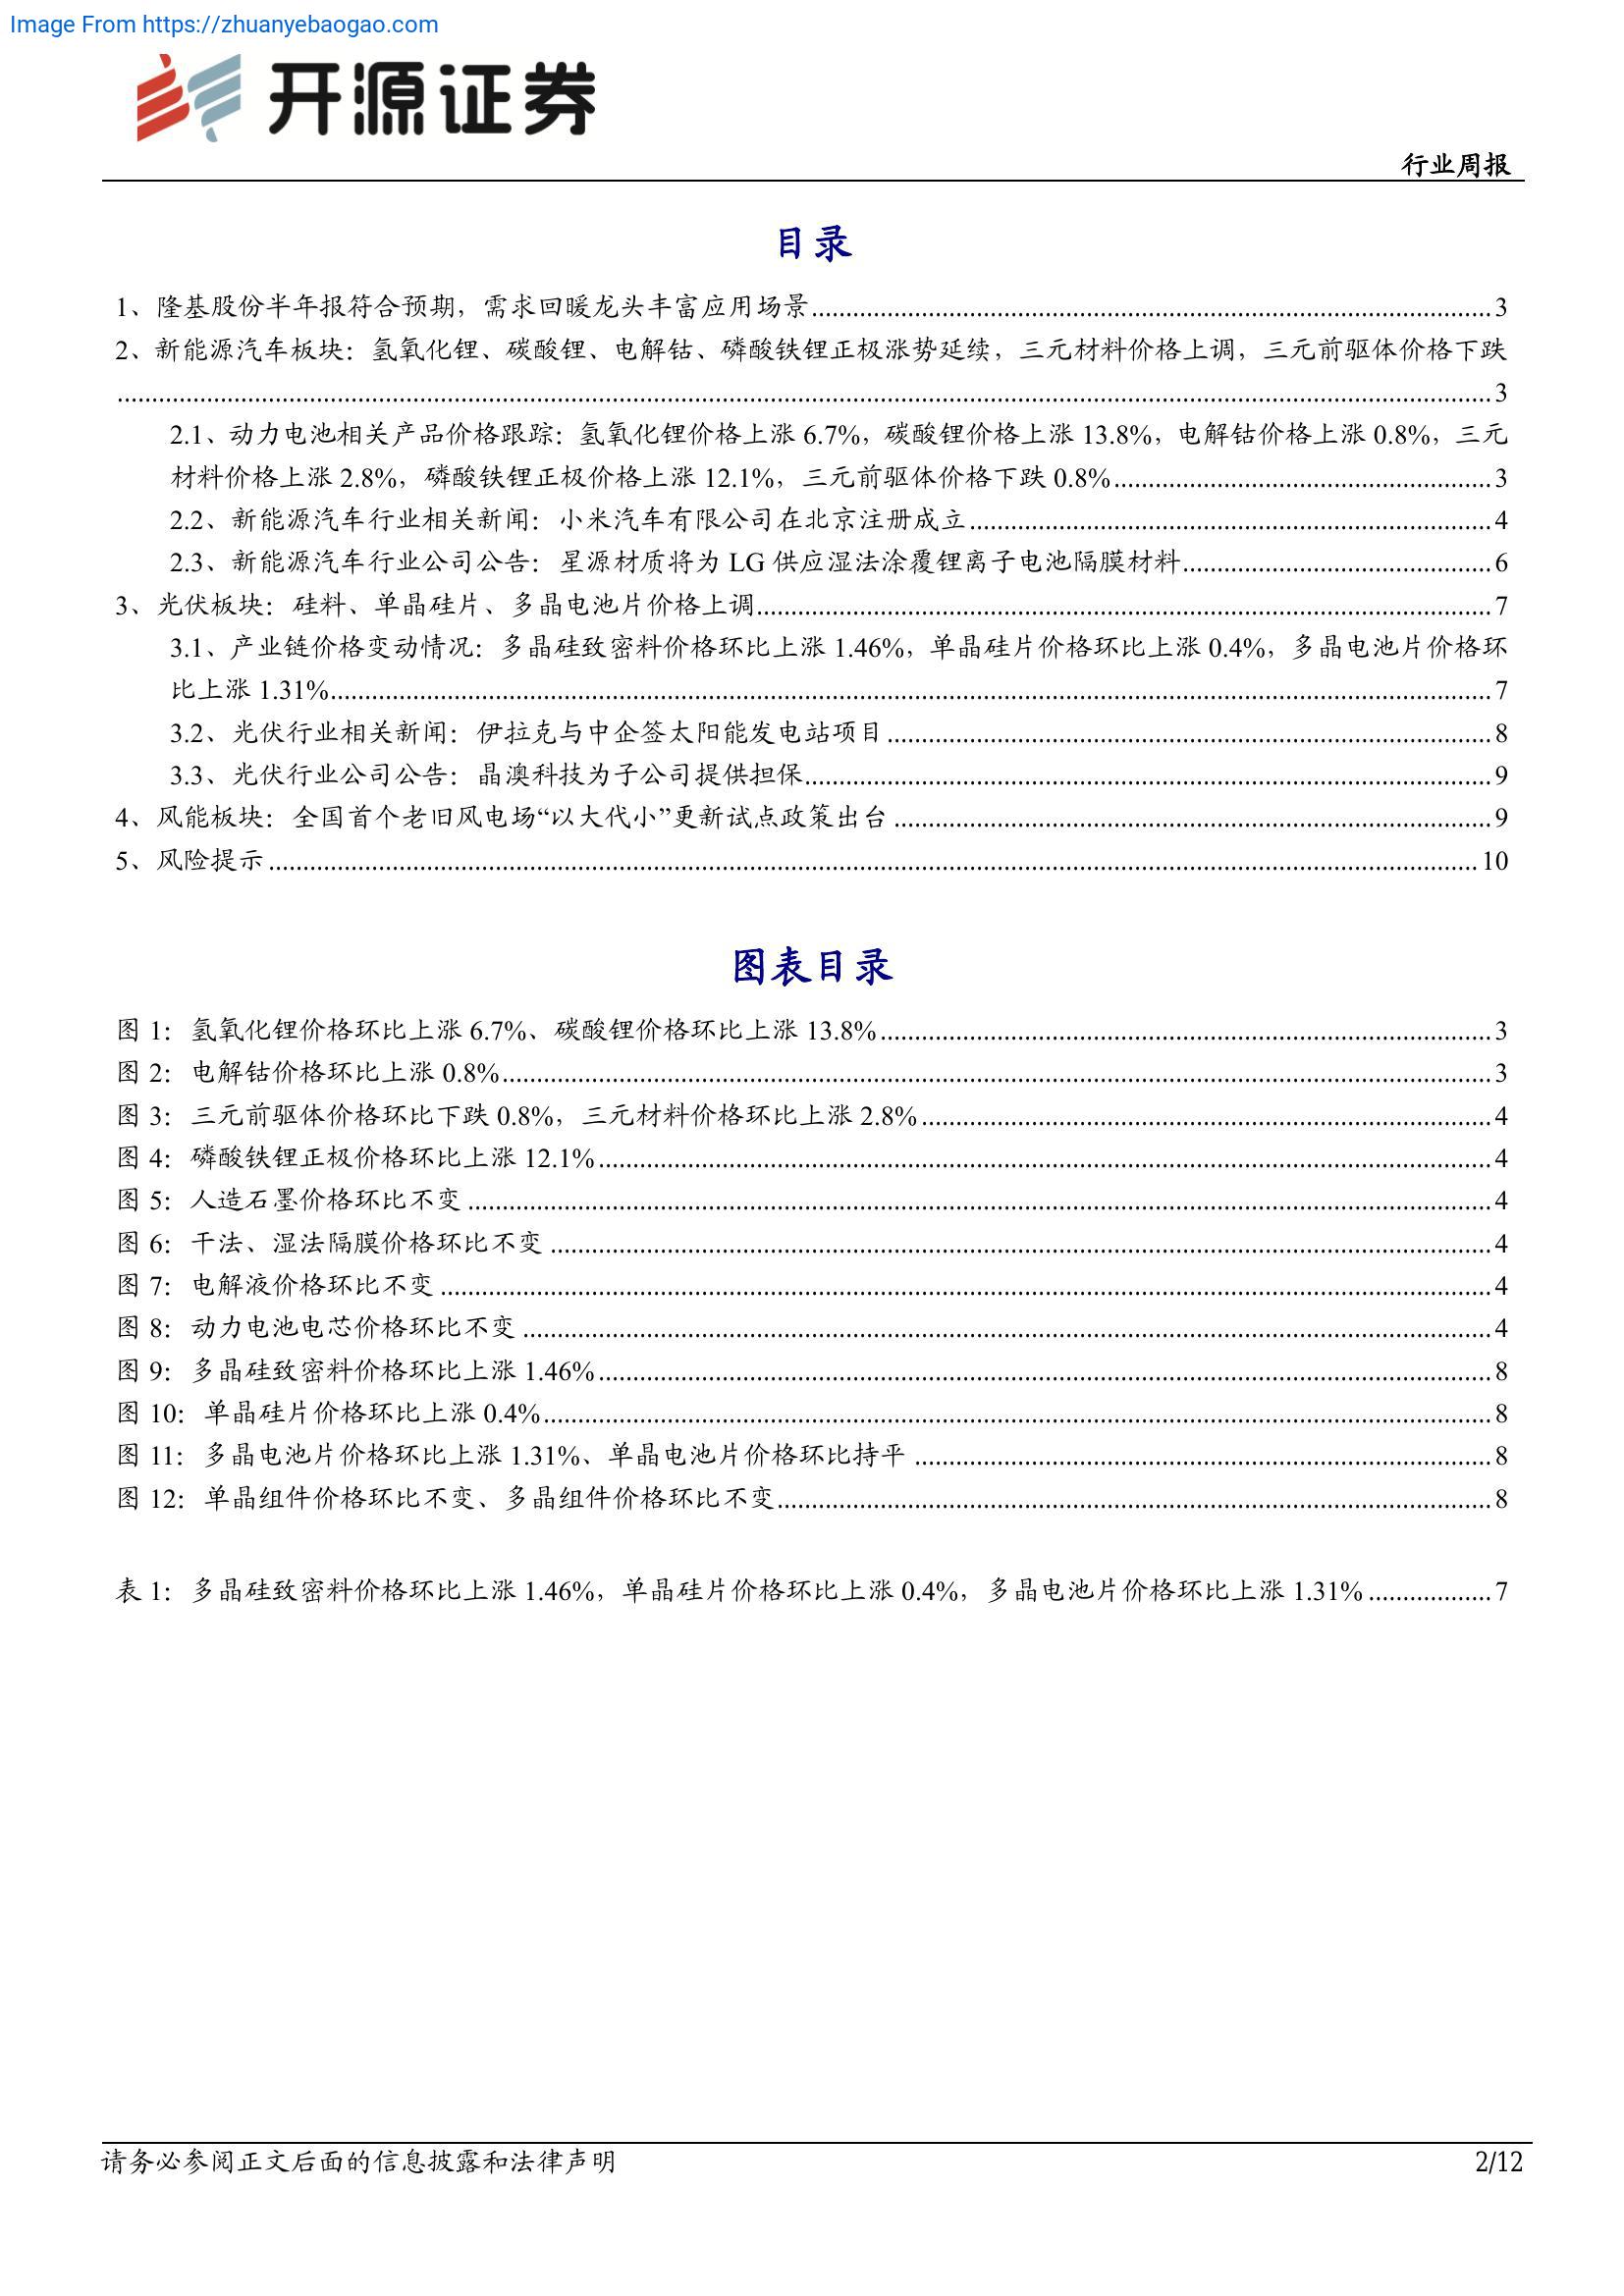 Image From https://zhuanyebaogao.com
开源证券
行业周报
目录
1、隆基股份半年报符合预期，需求回暖龙头丰富应用场景 3
2、新能源汽车板块：氢氧化锂、碳酸锂、电解钴、磷酸铁锂正极涨势延续，三元材料价格上调，三元前驱体价格下跌
3
2.1、动力电池相关产品价格跟踪：氢氧化锂价格上涨 6.7%，碳酸锂价格上涨 13.8%，电解钴价格上涨 0.8%，三元
材料价格上涨 2.8%，磷酸铁锂正极价格上涨 12.1%，三元前驱体价格下跌 0.8% 3
2.2、新能源汽车行业相关新闻：小米汽车有限公司在北京注册成立 4
2.3、新能源汽车行业公司公告：星源材质将为 LG 供应湿法涂覆锂离子电池隔膜材料 6
3、光伏板块：硅料、单晶硅片、多晶电池片价格上调 7
3.1、产业链价格变动情况：多晶硅致密料价格环比上涨 1.46%，单晶硅片价格环比上涨 0.4%，多晶电池片价格环
比上涨 1.31% 7
3.2、光伏行业相关新闻：伊拉克与中企签太阳能发电站项目 8
3.3、光伏行业公司公告：晶澳科技为子公司提供担保 9
4、风能板块：全国首个老旧风电场“以大代小”更新试点政策出台 9
5、风险提示 10
图表目录
图 1：氢氧化锂价格环比上涨 6.7%、碳酸锂价格环比上涨 13.8% 3
图 2：电解钴价格环比上涨 0.8% 3
图 3：三元前驱体价格环比下跌 0.8%，三元材料价格环比上涨 2.8% 4
图 4：磷酸铁锂正极价格环比上涨 12.1% 4
图 5：人造石墨价格环比不变 4
图 6：干法、湿法隔膜价格环比不变 4
图 7：电解液价格环比不变 4
图 8：动力电池电芯价格环比不变 4
图 9：多晶硅致密料价格环比上涨 1.46% 8
图 10：单晶硅片价格环比上涨 0.4% 8
图 11：多晶电池片价格环比上涨 1.31%、单晶电池片价格环比持平 8
图 12：单晶组件价格环比不变、多晶组件价格环比不变 8
表 1：多晶硅致密料价格环比上涨 1.46%，单晶硅片价格环比上涨 0.4%，多晶电池片价格环比上涨 1.31% 7
请务必参阅正文后面的信息披露和法律声明
2/12